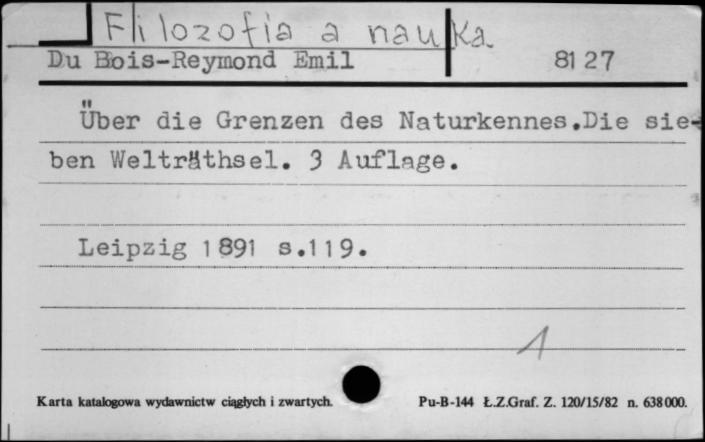 Filozofia a nauka
Du Bois-Reymond Emil 8127
Über die Grenzen des Naturkennes.Die sie-
ben Welträthsel. 3 Auflage.
Leipzig 1891 s.119.
1
Karta katalogowa wydawnictw ciągłych i zwartych. Pu-B-144 Ł.Z.Graf. Z. 120/15/82 n. 638000.